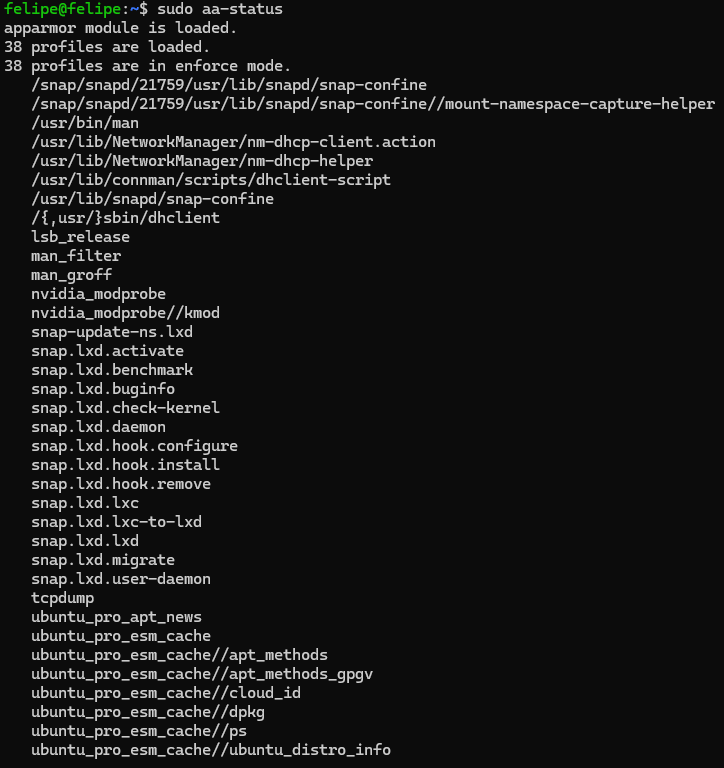 felipe@felipe:~$ sudo aa-status
apparmor module is loaded.
38 profiles are loaded.
38 profiles are in enforce mode.
   /snap/snapd/21759/usr/lib/snapd/snap-confine
   /snap/snapd/21759/usr/lib/snapd/snap-confine//mount-namespace-capture-helper
   /usr/bin/man
   /usr/lib/NetworkManager/nm-dhcp-client.action
   /usr/lib/NetworkManager/nm-dhcp-helper
   /usr/lib/connman/scripts/dhclient-script
   /usr/lib/snapd/snap-confine
   /{,usr/}sbin/dhclient
   lsb_release
   man_filter
   man_groff
   nvidia_modprobe
   nvidia_modprobe//kmod
   snap-update-ns.lxd
   snap.lxd.activate
   snap.lxd.benchmark
   snap.lxd.buginfo
   snap.lxd.check-kernel
   snap.lxd.daemon
   snap.lxd.hook.configure
   snap.lxd.hook.install
   snap.lxd.hook.remove
   snap.lxd.lxc
   snap.lxd.lxc-to-lxd
   snap.lxd.lxd
   snap.lxd.migrate
   snap.lxd.user-daemon
   tcpdump
   ubuntu_pro_apt_news
   ubuntu_pro_esm_cache
   ubuntu_pro_esm_cache//apt_methods
   ubuntu_pro_esm_cache//apt_methods_gpgv
   ubuntu_pro_esm_cache//cloud_id
   ubuntu_pro_esm_cache//dpkg
   ubuntu_pro_esm_cache//ps
   ubuntu_pro_esm_cache//ubuntu_distro_info